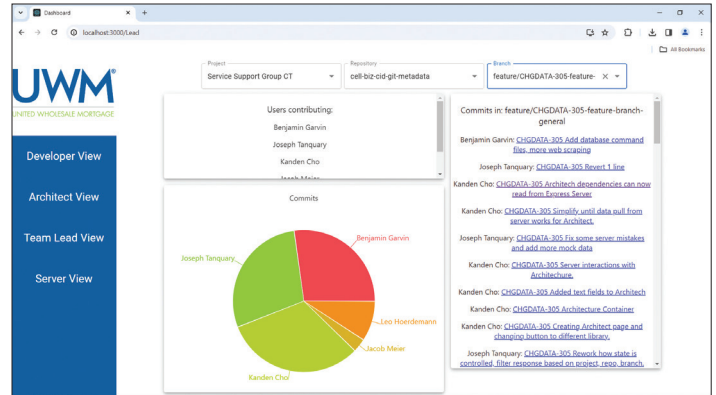 Dashboard
localhost:3000/Lead
All Bookmarks
UWM
UNITED WHOLESALE MORTGAGE
Developer View
Architect View
Team Lead View
Server View
Project
Service Support Group CT
Repository
cell-biz-cid-git-metadata
Branch
feature/CHGDATA-305-feature-
Users contributing:
Benjamin Garvin
Joseph Tanquary
Kanden Cho
Jacob Meier
Commits
Benjamin Garvin
Joseph Tanquary
Leo Hoerdemann
Jacob Meier
Kanden Cho
Commits in: feature/CHGDATA-305-feature-branch-
general
Benjamin Garvin: CHGDATA-305 Add database command
files, more web scraping
Joseph Tanquary: CHGDATA-305 Revert 1 line
Kanden Cho: CHGDATA-305 Architech dependencies can now
read from Express Server
Kanden Cho: CHGDATA-305 Simplify until data pull from
server works for Architect.
Joseph Tanquary: CHGDATA-305 Fix some server mistakes
and add more mock data
Kanden Cho: CHGDATA-305 Server interactions with
Architechure.
Kanden Cho: CHGDATA-305 Added text fields to Architech
Kanden Cho: CHGDATA-305 Architecture Container
Kanden Cho: CHGDATA-305 Creating Architect page and
changing button to different library.
Joseph Tanquary: CHGDATA-305 Rework how state is
controlled, filter response based on project, repo, branch.